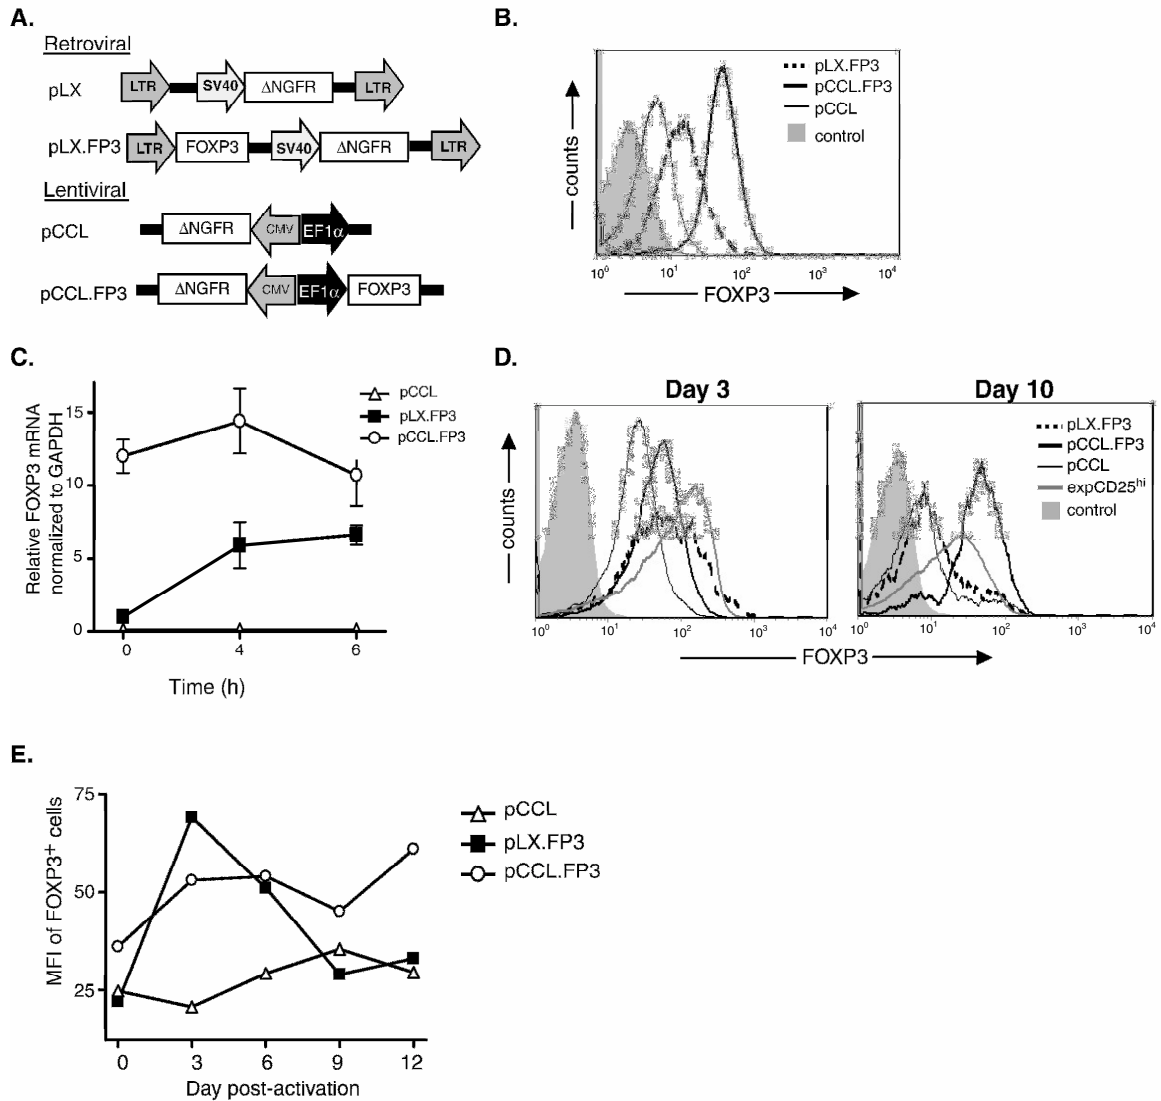 A.
Retroviral
pLX
LTR SV40 ΔNGFR LTR
pLX.FP3
LTR FOXP3 SV40 ΔNGFR LTR
Lentiviral
pCCL
ΔNGFR CMV EF1α
pCCL.FP3
ΔNGFR CMV EF1α FOXP3
B.
counts
pLX.FP3
pCCL.FP3
pCCL
control
10⁰ 10¹ 10² 10³ 10⁴
FOXP3
C.
Relative FOXP3 mRNA
normalized to GAPDH
15
10
5
0
0 4 6
Time (h)
pCCL
pLX.FP3
pCCL.FP3
D.
Day 3
counts
10⁰ 10¹ 10² 10³ 10⁴
Day 10
pLX.FP3
pCCL.FP3
pCCL
expCD25ʰⁱ
control
10⁰ 10¹ 10² 10³ 10⁴
FOXP3
E.
MFI of FOXP3⁺ cells
75
50
25
0 3 6 9 12
Day post-activation
pCCL
pLX.FP3
pCCL.FP3